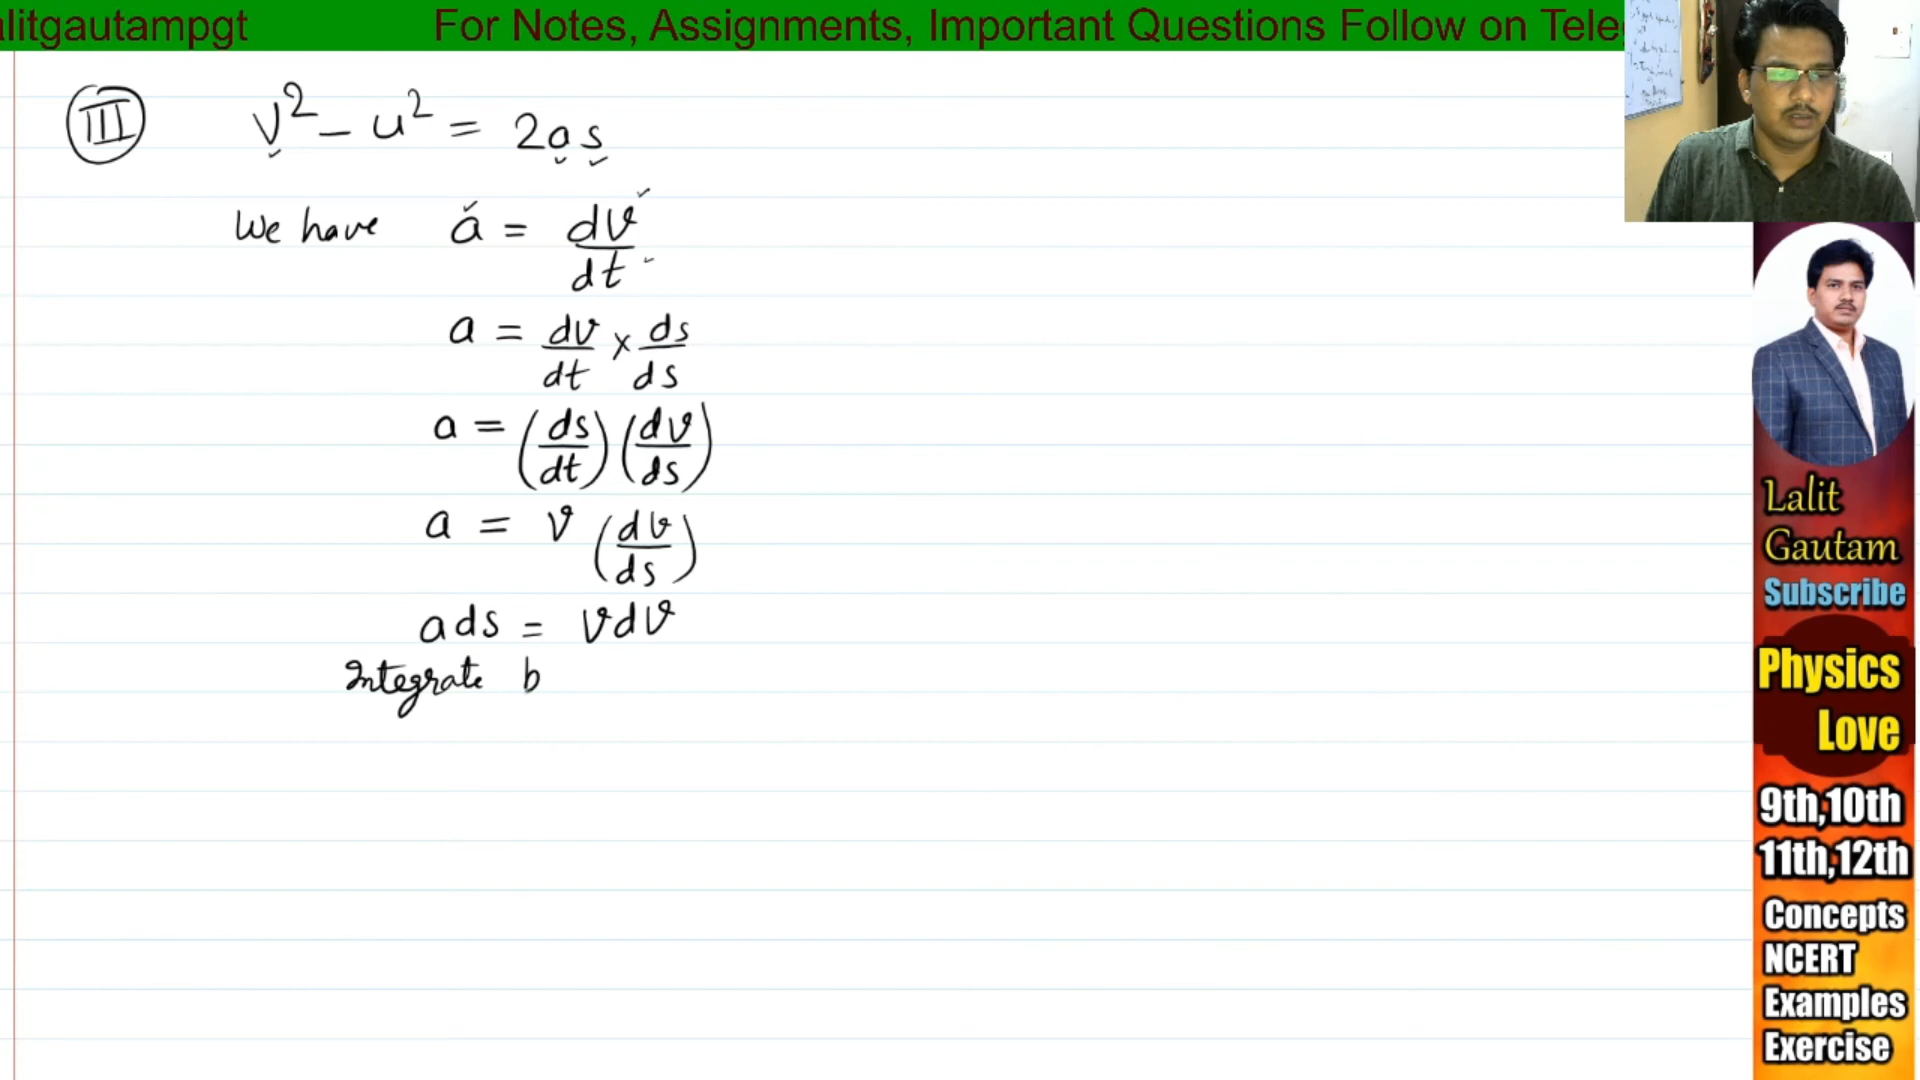 alitgautampgt For Notes, Assignments, Important Questions Follow on Tele
III v² - u² = 2as
We have a = dv/dt
a = dv/dt × ds/ds
a = (ds/dt)(dv/ds)
a = v(dv/ds)
ads = vdv
Integrate b
Lalit
Gautam
Subscribe
Physics
Love
9th,10th
11th,12th
Concepts
NCERT
Examples
Exercise